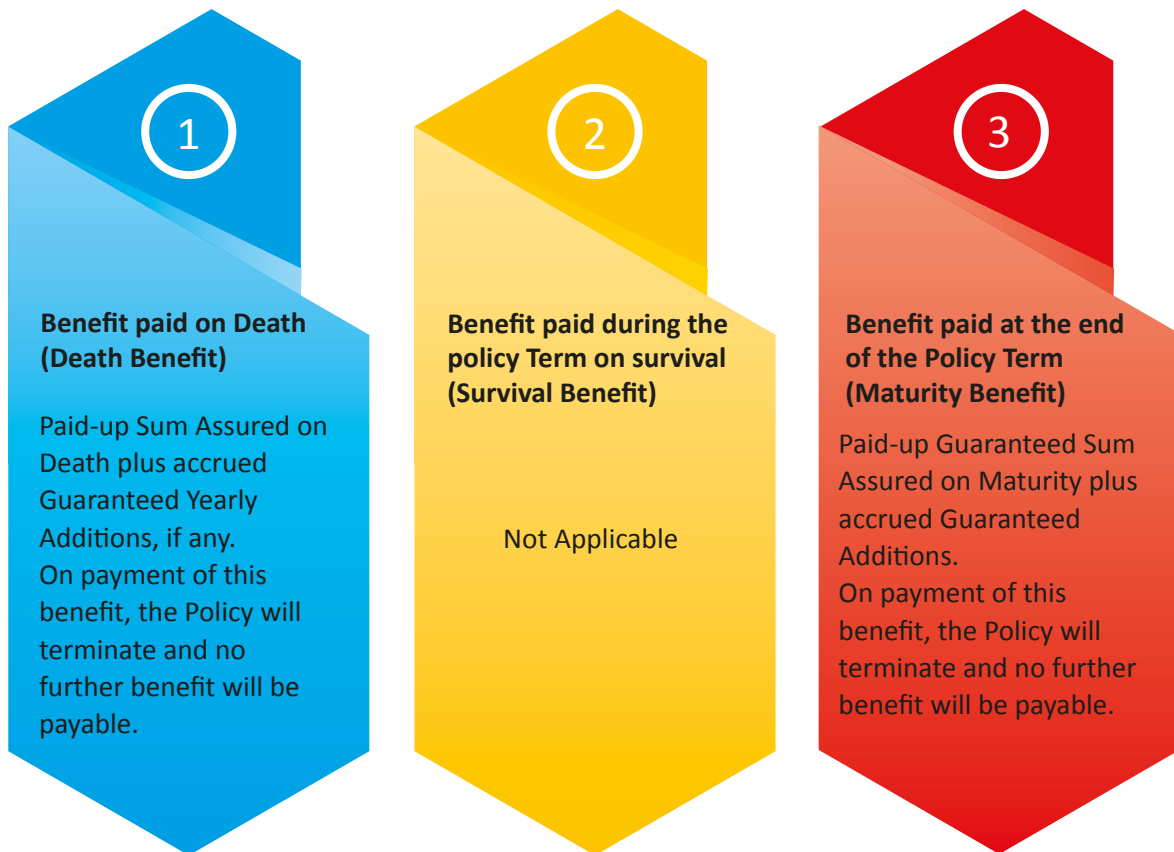 1
Benefit paid on Death
(Death Benefit)
Paid-up Sum Assured on
Death plus accrued
Guaranteed Yearly
Additions, if any.
On payment of this
benefit, the Policy will
terminate and no
further benefit will be
payable.
2
Benefit paid during the
policy Term on survival
(Survival Benefit)
Not Applicable
3
Benefit paid at the end
of the Policy Term
(Maturity Benefit)
Paid-up Guaranteed Sum
Assured on Maturity plus
accrued Guaranteed
Additions.
On payment of this
benefit, the Policy will
terminate and no further
benefit will be payable.